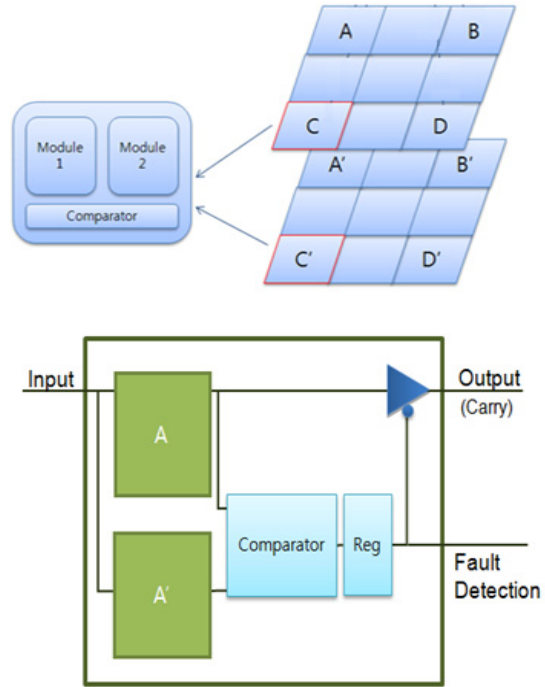 A
B
C
D
Module
1
Module
2
Comparator
A'
B'
C'
D'
Input
A
Output
(Carry)
Comparator
Reg
Fault
Detection
A'